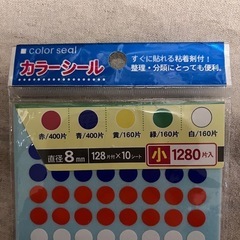 color seal
カラーシール
すぐに貼れる粘着剤付!
整理・分類にとっても便利。
赤/400片
青/400片
黄/160片
緑/160片
白/160片
直径8mm
128片付×10シート
小
1280片入